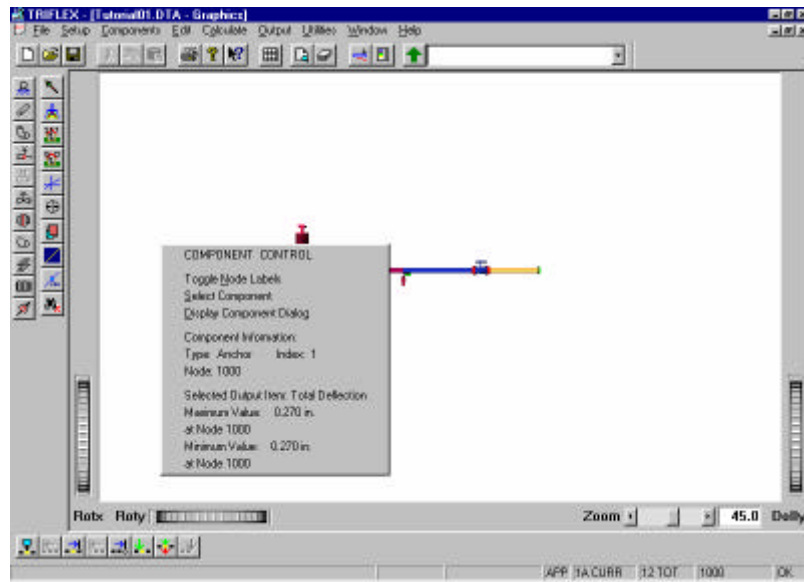 TRIFLEX - [Tutorial01.DTA - Graphics]
File Setup Components Edit Calculate Output Utilities Window Help
COMPONENT CONTROL
Toggle Node Labels
Select Component
Display Component Dialog
Component Information:
Type: Anchor Index: 1
Node: 1000
Selected Output Item: Total Deflection
Maximum Value: 0.270 in.
at Node 1000
Minimum Value: 0.270 in.
at Node 1000
Rotx Roty Zoom 45.0 Dolly
APP 1A CURR 12 TOT 1000 OK